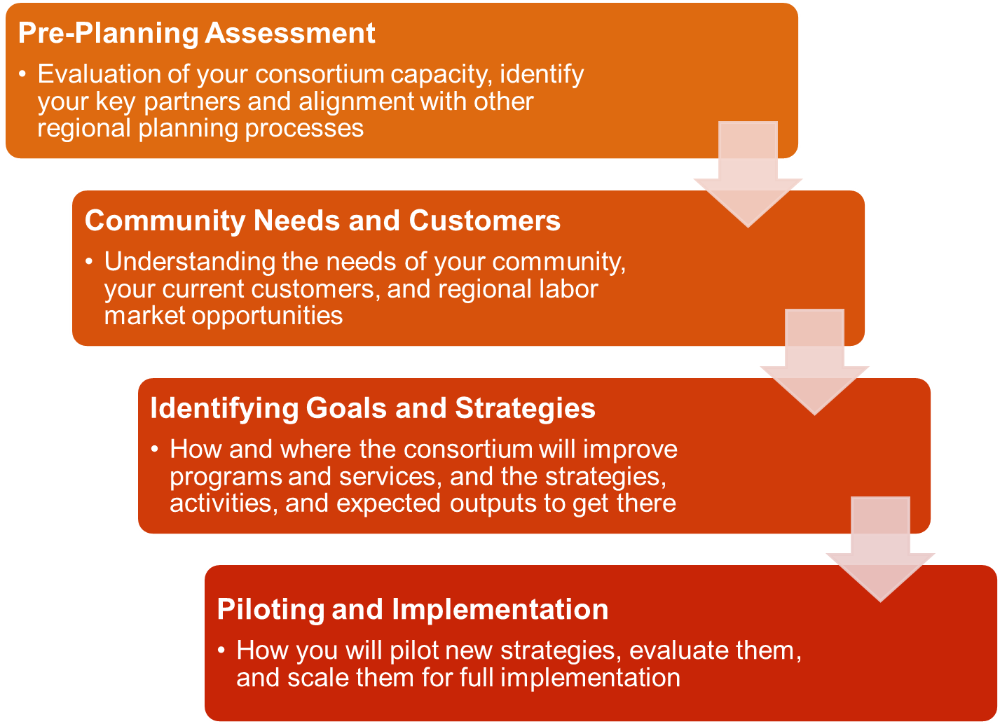 Pre-Planning Assessment
• Evaluation of your consortium capacity, identify
your key partners and alignment with other
regional planning processes
Community Needs and Customers
• Understanding the needs of your community,
your current customers, and regional labor
market opportunities
Identifying Goals and Strategies
• How and where the consortium will improve
programs and services, and the strategies,
activities, and expected outputs to get there
Piloting and Implementation
• How you will pilot new strategies, evaluate them,
and scale them for full implementation